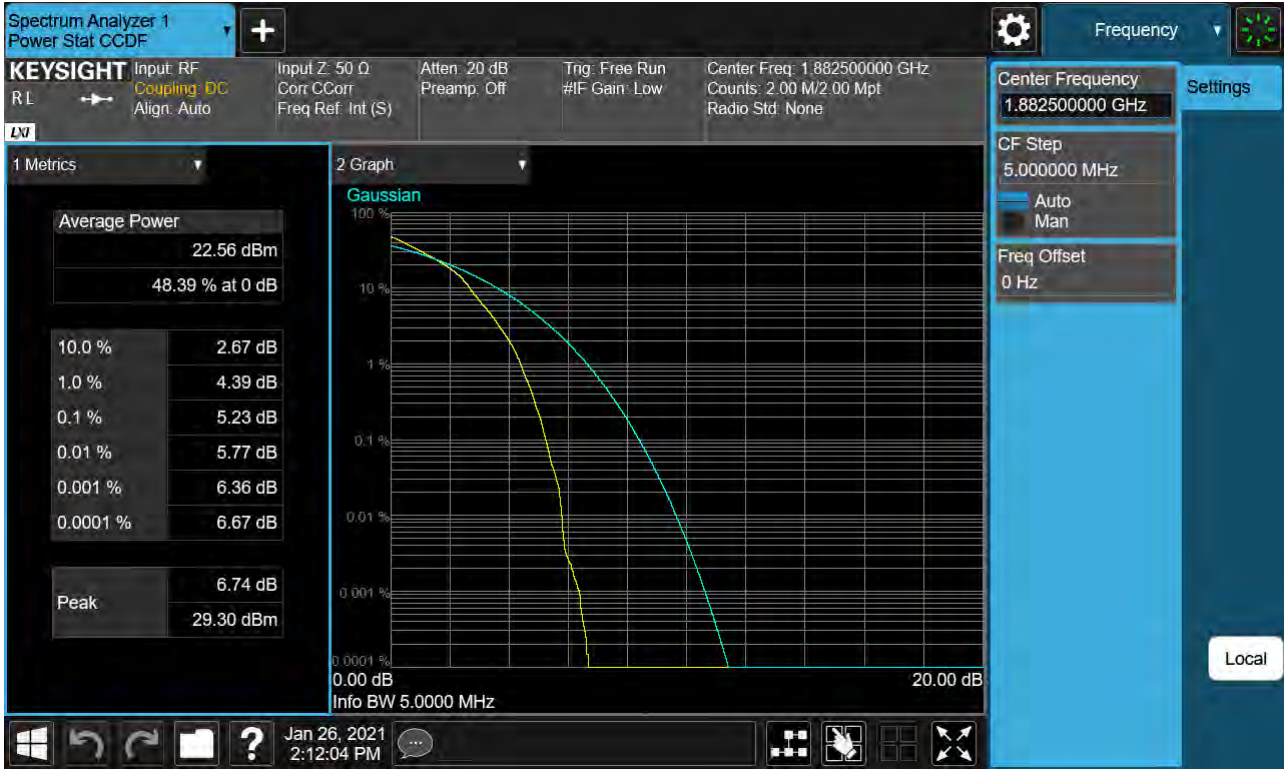 Spectrum Analyzer 1
Power Stat CCDF
+
Frequency
KEYSIGHT
RL
LXI
Input: RF
Coupling: DC
Align: Auto
Input Z: 50 Ω
Corr CCorr
Freq Ref: Int (S)
Atten: 20 dB
Preamp: Off
Trig: Free Run
#IF Gain: Low
Center Freq: 1.882500000 GHz
Counts: 2.00 M/2.00 Mpt
Radio Std: None
Center Frequency
1.882500000 GHz
Settings
CF Step
5.000000 MHz
Auto
Man
Freq Offset
0 Hz
1 Metrics
Average Power
22.56 dBm
48.39 % at 0 dB
10.0 % 2.67 dB
1.0 % 4.39 dB
0.1 % 5.23 dB
0.01 % 5.77 dB
0.001 % 6.36 dB
0.0001 % 6.67 dB
Peak
6.74 dB
29.30 dBm
2 Graph
Gaussian
100 %
10 %
1 %
0.1 %
0.01 %
0.001 %
0.0001 %
0.00 dB 20.00 dB
Info BW 5.0000 MHz
Local
?
Jan 26, 2021
2:12:04 PM